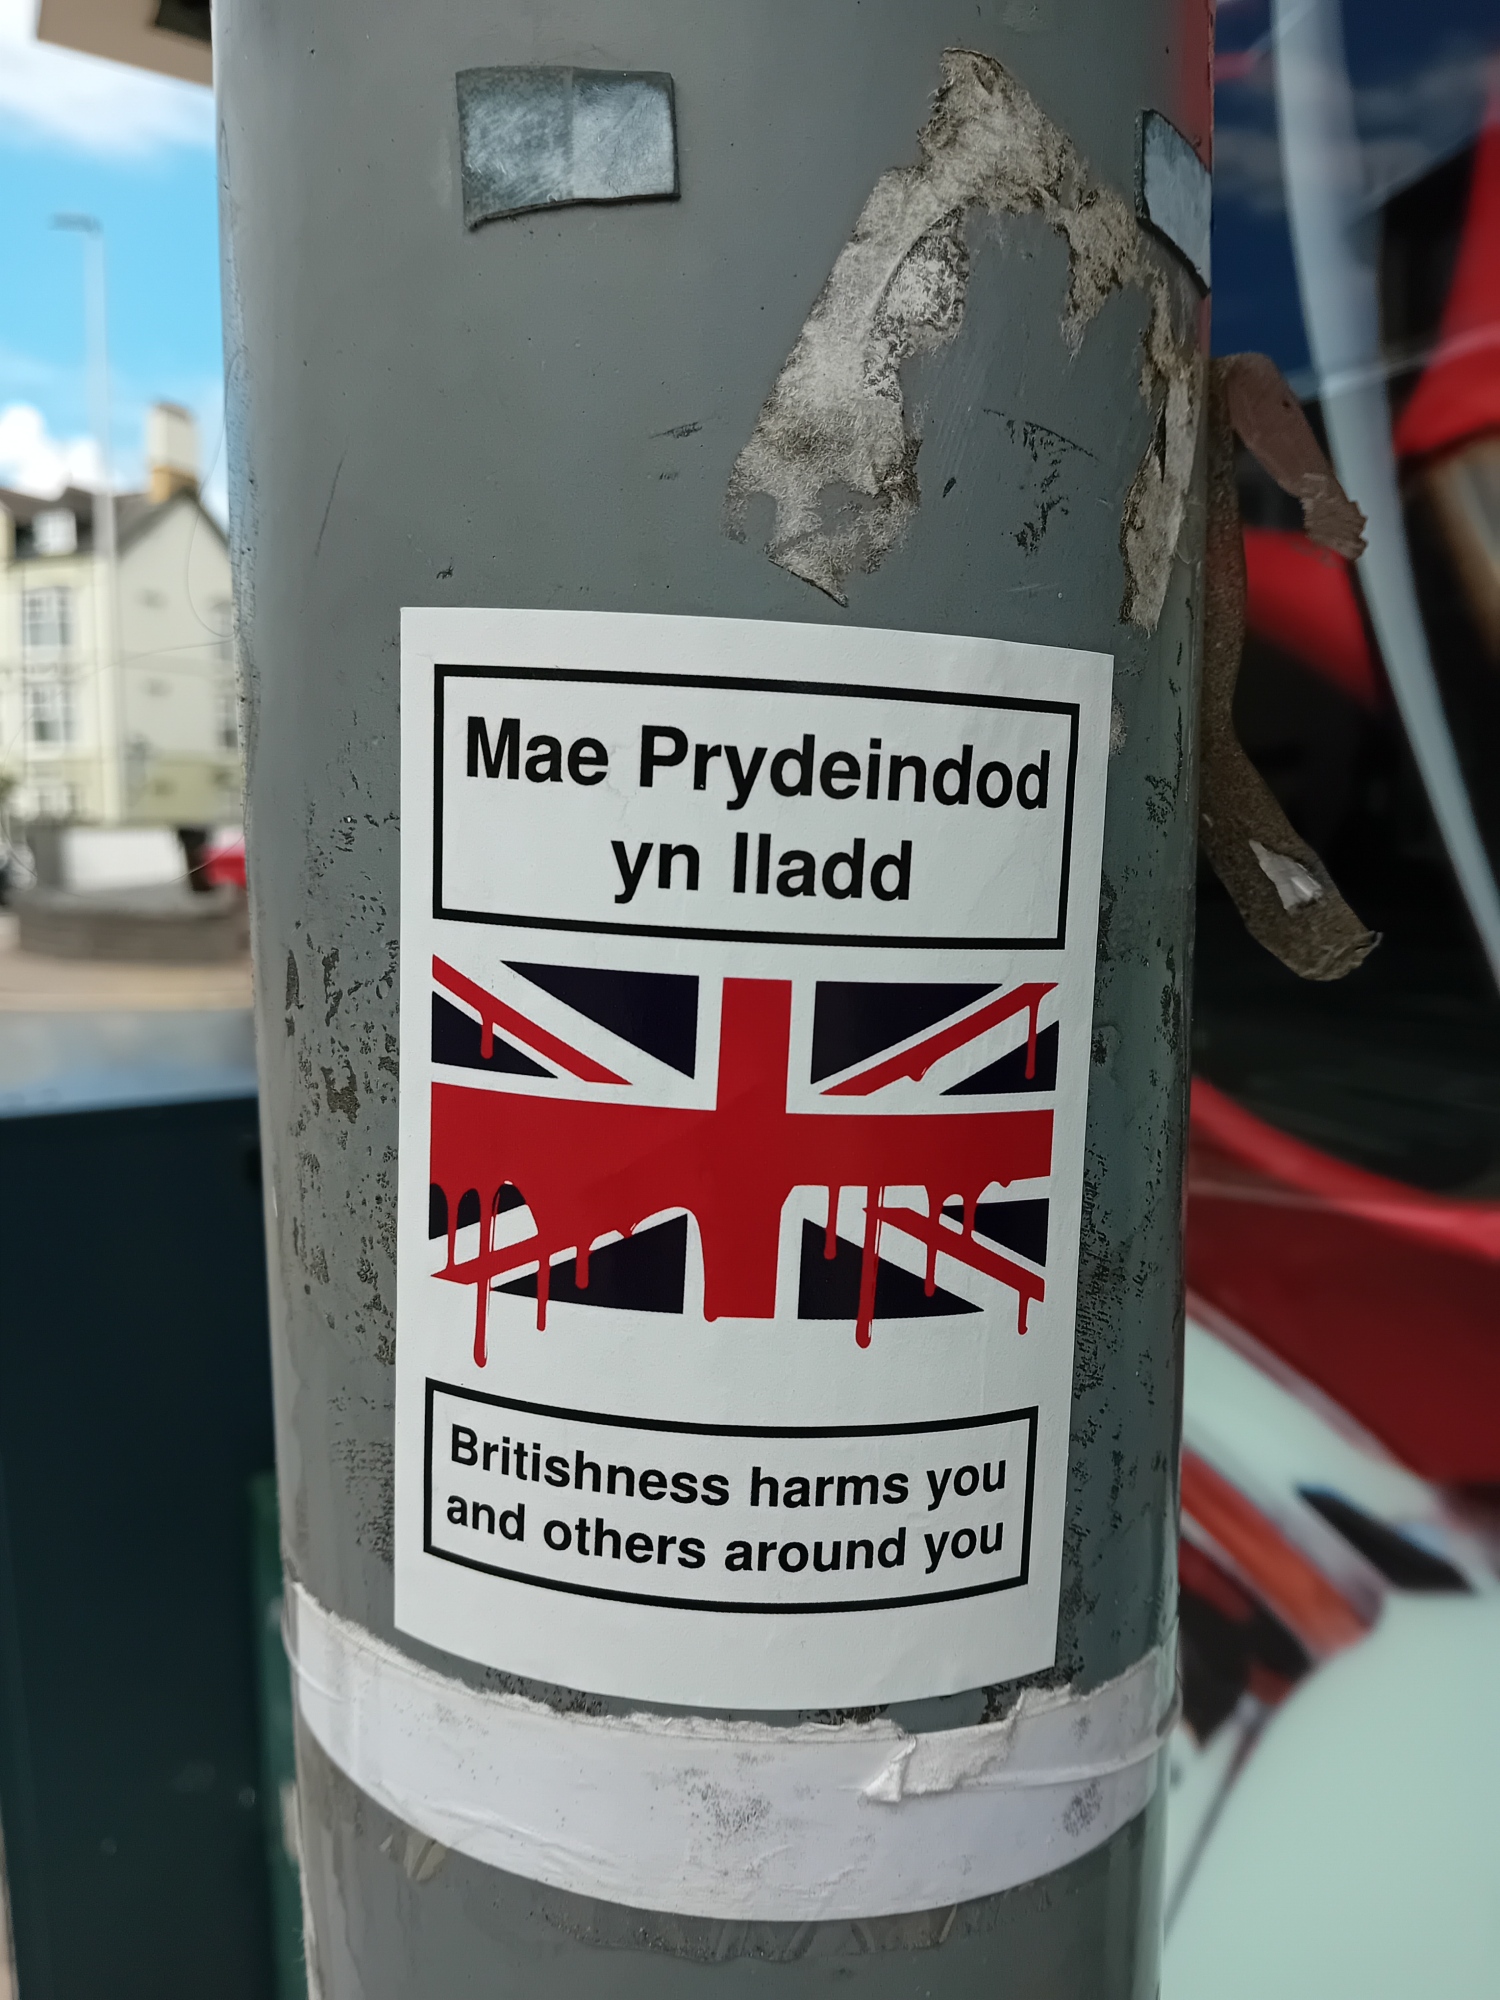 Mae Prydeindod
yn lladd
Britishness harms you
and others around you